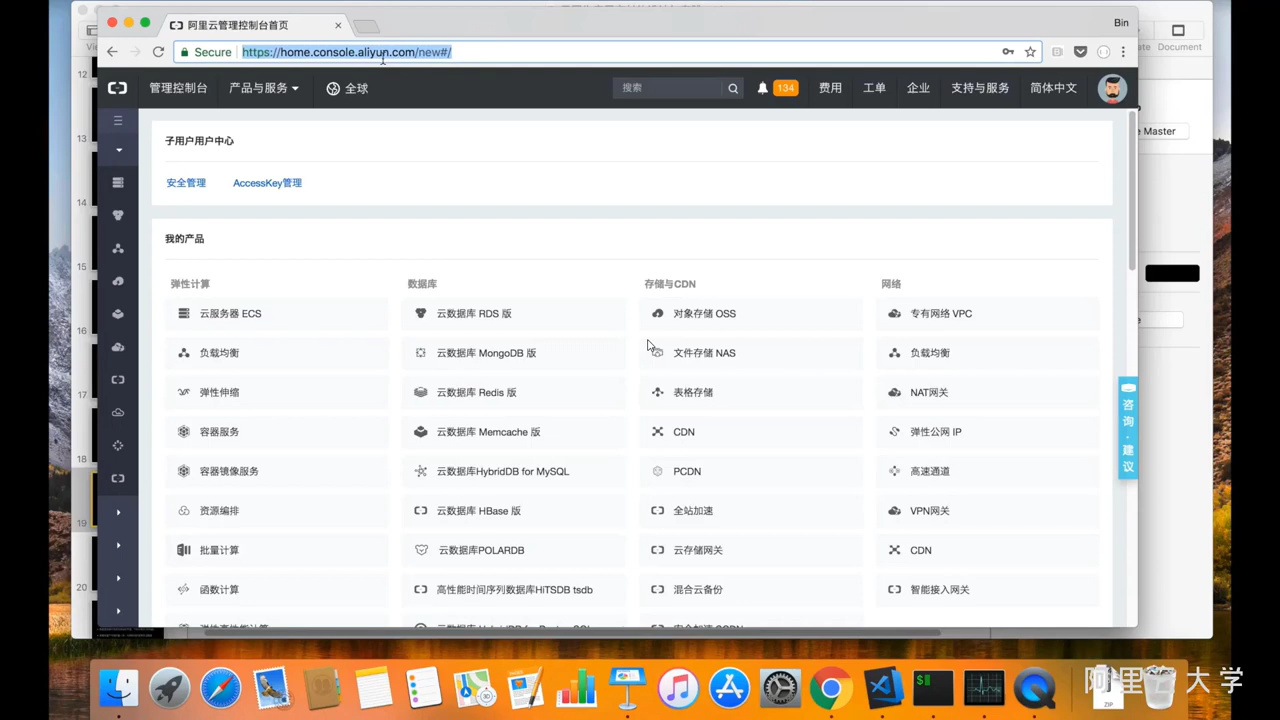 阿里云管理控制台首页
Bin
Secure https://home.console.aliyun.com/new#/
管理控制台 产品与服务 全球 搜索 134 费用 工单 企业 支持与服务 简体中文
子用户用户中心
安全管理 AccessKey管理
我的产品
弹性计算 数据库 存储与CDN 网络
云服务器 ECS 云数据库 RDS 版 对象存储 OSS 专有网络 VPC
负载均衡 云数据库 MongoDB 版 文件存储 NAS 负载均衡
弹性伸缩 云数据库 Redis 版 表格存储 NAT网关
容器服务 云数据库 Memcache 版 CDN 弹性公网 IP
容器镜像服务 云数据库HybridDB for MySQL PCDN 高速通道
资源编排 云数据库 HBase 版 全站加速 VPN网关
批量计算 云数据库POLARDB 云存储网关 CDN
函数计算 高性能时间序列数据库HiTSDB tsdb 混合云备份 智能接入网关
咨询·建议
Document
Master
12
13
14
15
16
17
18
19
20
ZIP
阿里云大学